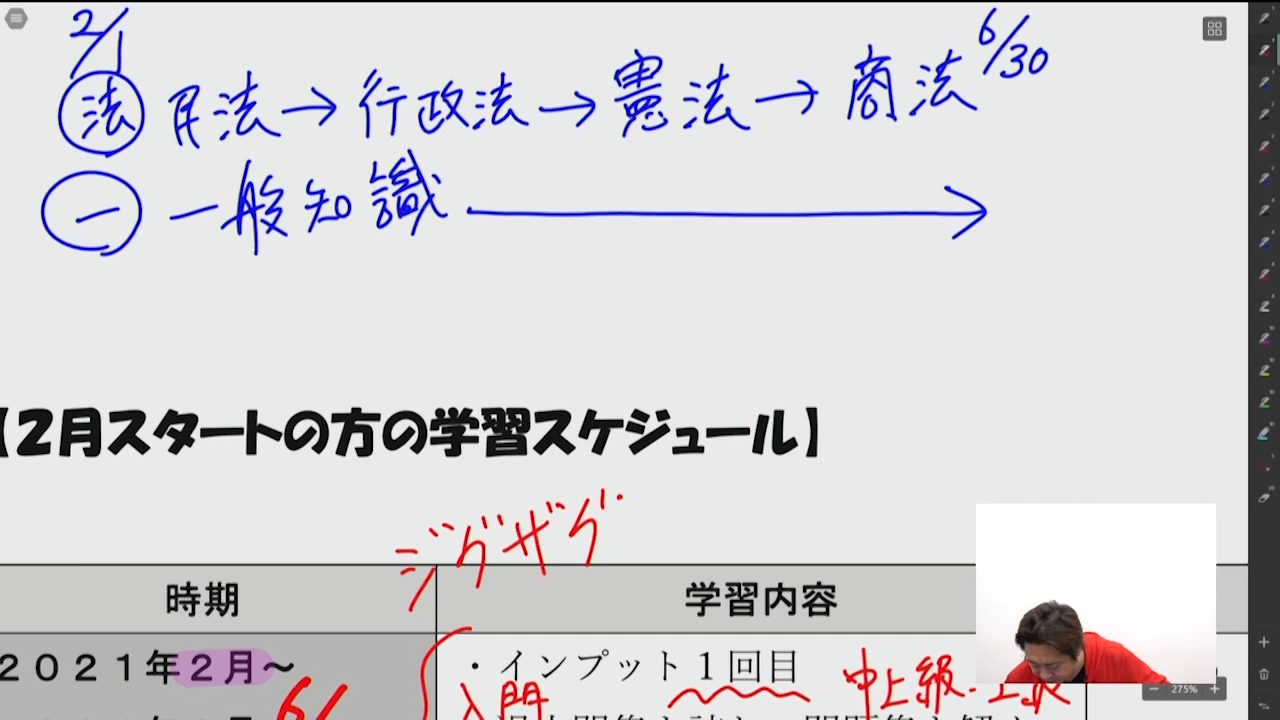 2/1 6/30
法 民法→行政法→憲法→商法
一 一般知識
【2月スタートの方の学習スケジュール】
ジグザグ
時期 学習内容
２０２１年２月～ ・インプット１回目 中上級・上級
6/ 入門
275%